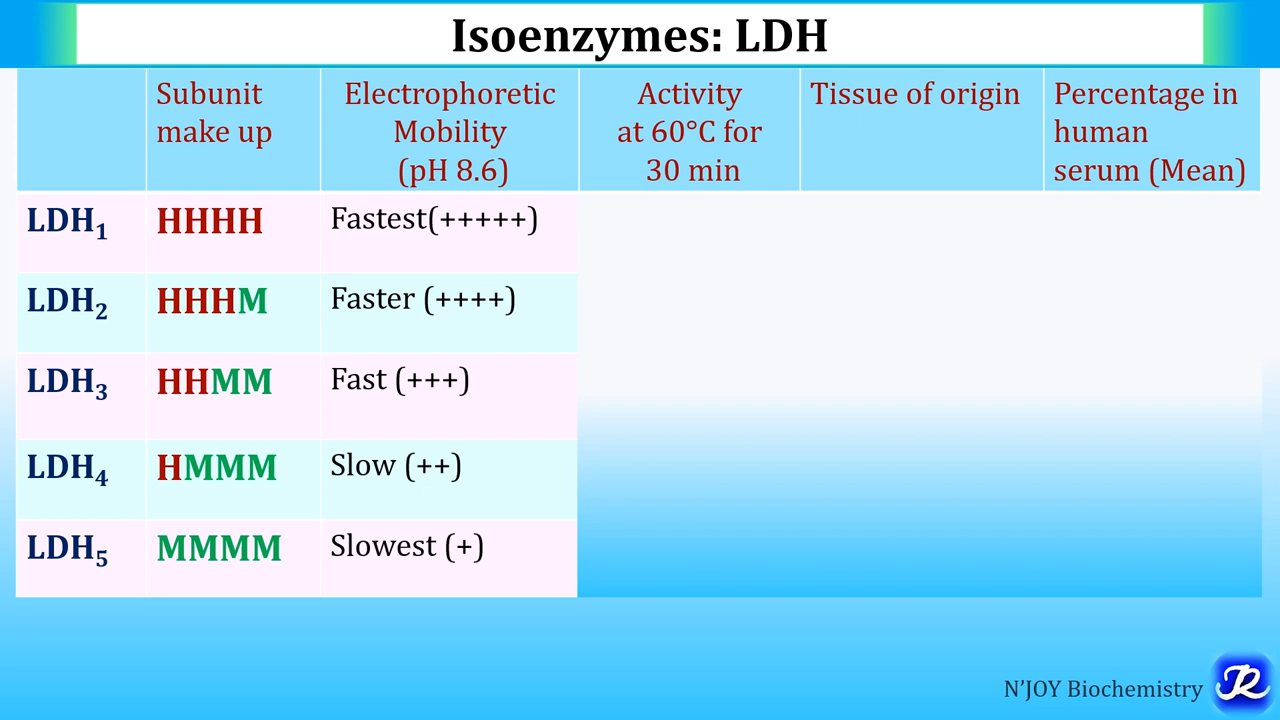 Isoenzymes: LDH
Subunit make up
Electrophoretic Mobility (pH 8.6)
Activity at 60°C for 30 min
Tissue of origin
Percentage in human serum (Mean)
LDH₁ HHHH Fastest(+++++)
LDH₂ HHHM Faster (++++)
LDH₃ HHMM Fast (+++)
LDH₄ HMMM Slow (++)
LDH₅ MMMM Slowest (+)
N'JOY Biochemistry